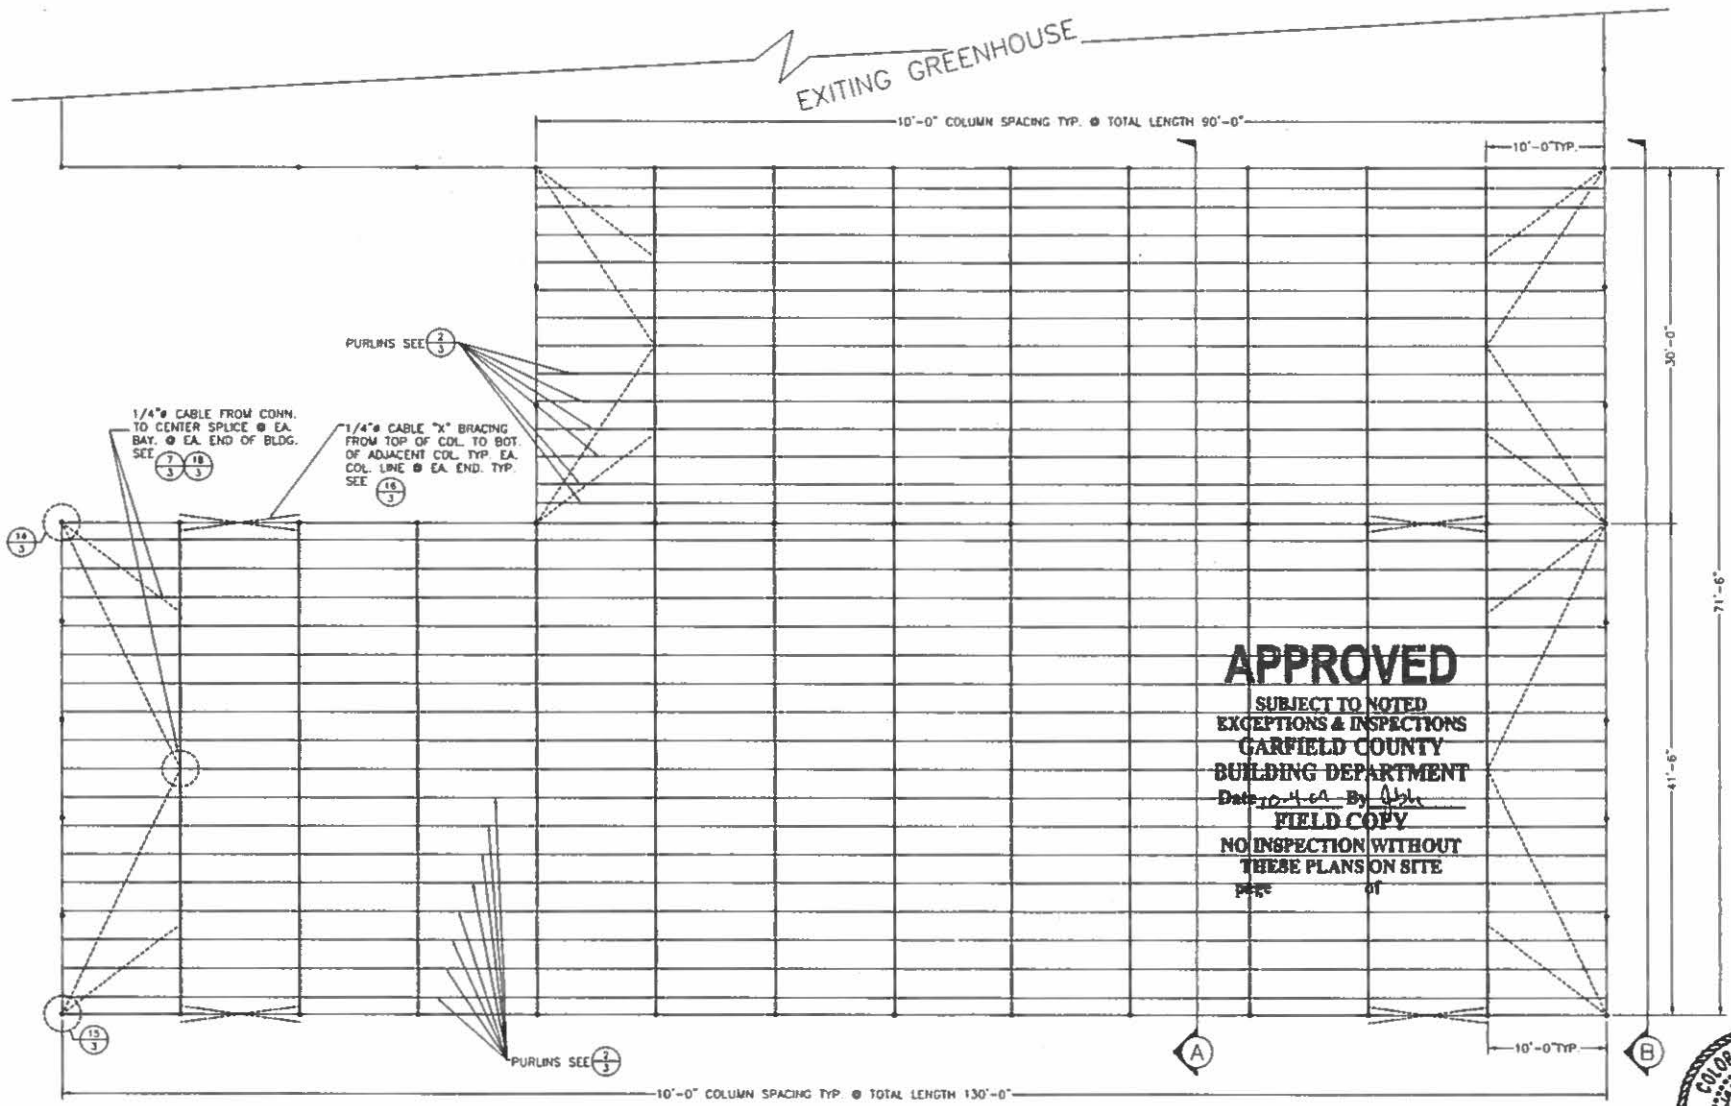 EXITING GREENHOUSE
10'-0" COLUMN SPACING TYP. @ TOTAL LENGTH 90'-0"
10'-0"TYP.
30'-0"
71'-6"
41'-6"
PURLINS SEE 2/3
1/4"ø CABLE FROM CONN.
TO CENTER SPLICE @ EA.
BAY. @ EA. END OF BLDG.
SEE 7/3 18/3
1/4"ø CABLE "X" BRACING
FROM TOP OF COL. TO BOT.
OF ADJACENT COL. TYP. EA.
COL. LINE @ EA. END. TYP.
SEE 16/3
14/3
APPROVED
SUBJECT TO NOTED
EXCEPTIONS & INSPECTIONS
GARFIELD COUNTY
BUILDING DEPARTMENT
Date By
FIELD COPY
NO INSPECTION WITHOUT
THESE PLANS ON SITE
page of
15/3
PURLINS SEE 2/3
A
10'-0"TYP.
B
10'-0" COLUMN SPACING TYP. @ TOTAL LENGTH 130'-0"